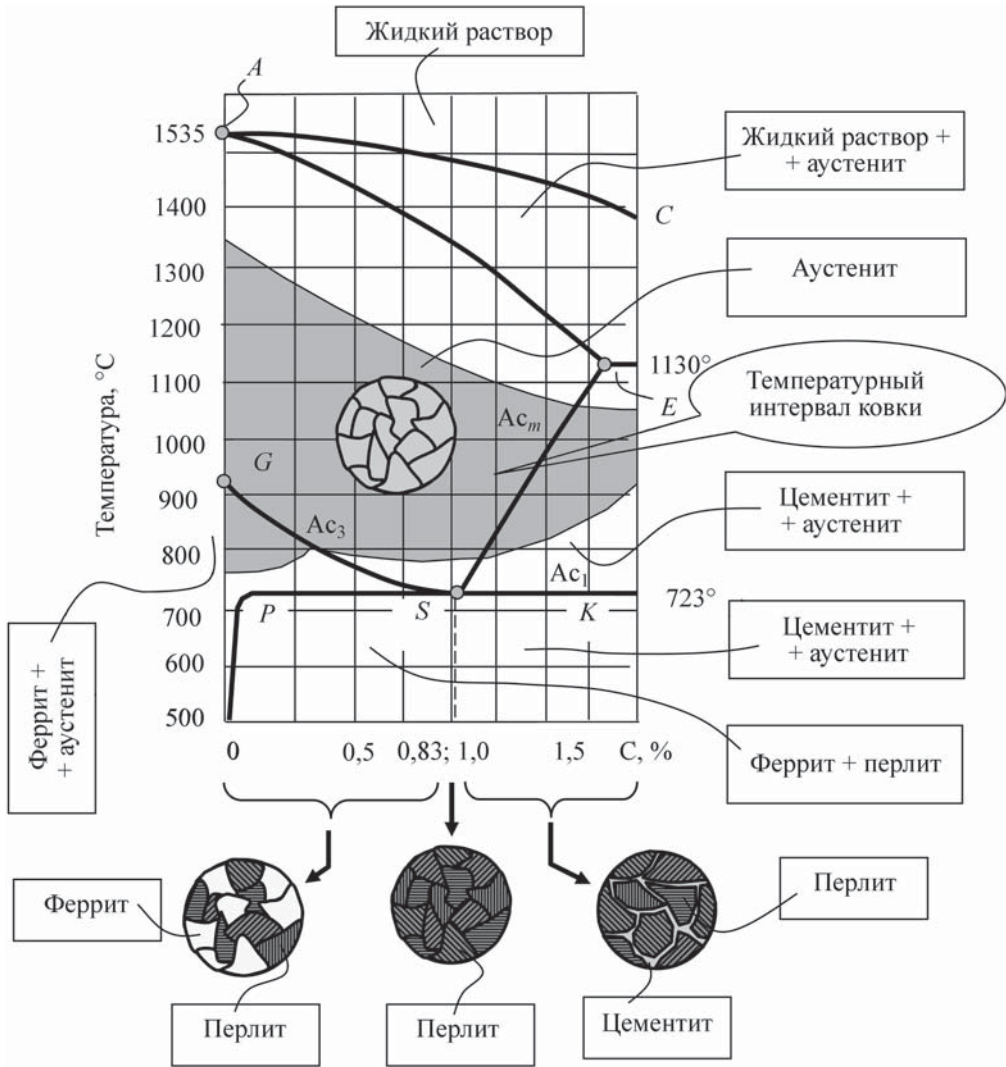 Жидкий раствор
A
1535
Жидкий раствор +
+ аустенит
1400
C
Аустенит
1300
1200
1130°
1100
E
Температурный
интервал ковки
Ac_m
1000
Температура, °C
G
900
Цементит +
+ аустенит
Ac_3
800
Ac_1
723°
P
S
K
700
Цементит +
+ аустенит
600
Феррит +
+ аустенит
500
0 0,5 0,83; 1,0 1,5 C, %
Феррит + перлит
Феррит
Перлит
Перлит
Перлит
Цементит